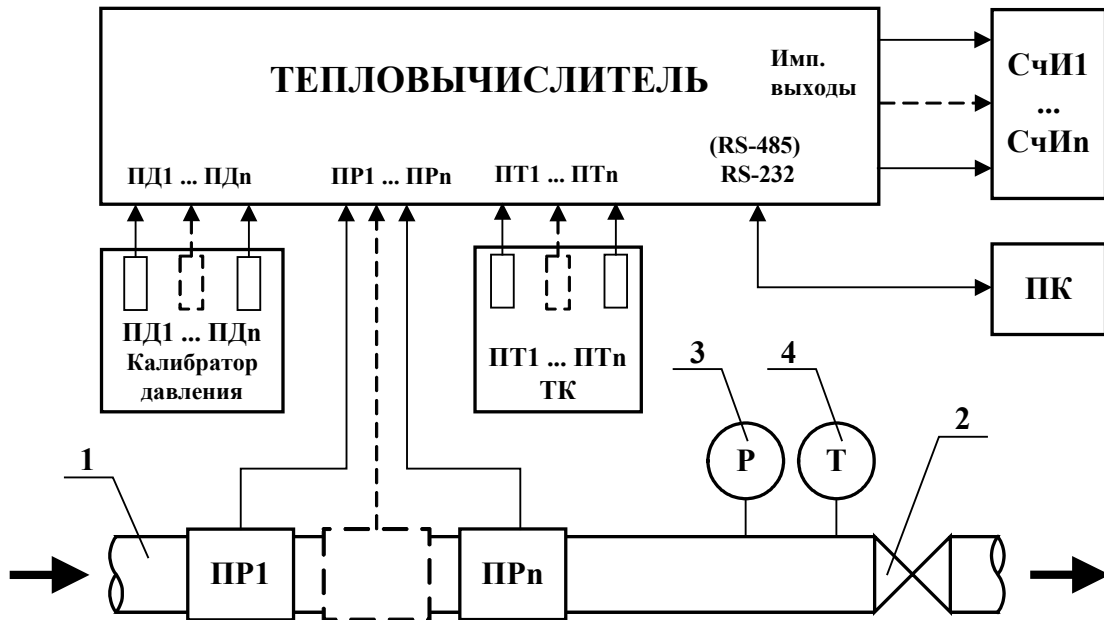 ТЕПЛОВЫЧИСЛИТЕЛЬ
Имп.
выходы
(RS-485)
RS-232
ПД1 ... ПДn
ПР1 ... ПРn
ПТ1 ... ПТn
СчИ1
...
СчИn
ПК
ПД1 ... ПДn
Калибратор
давления
ПТ1 ... ПТn
ТК
3
4
2
1
Р
Т
ПР1
ПРn